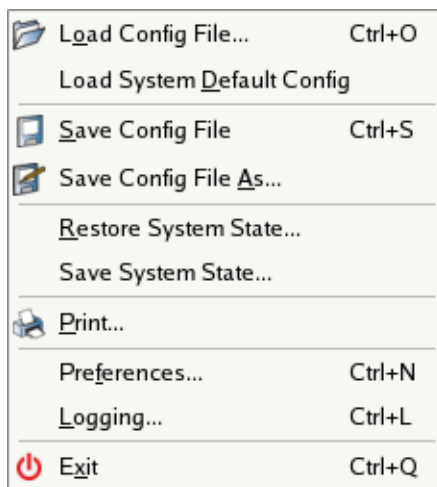 Load Config File... Ctrl+O
Load System Default Config
Save Config File Ctrl+S
Save Config File As...
Restore System State...
Save System State...
Print...
Preferences... Ctrl+N
Logging... Ctrl+L
Exit Ctrl+Q